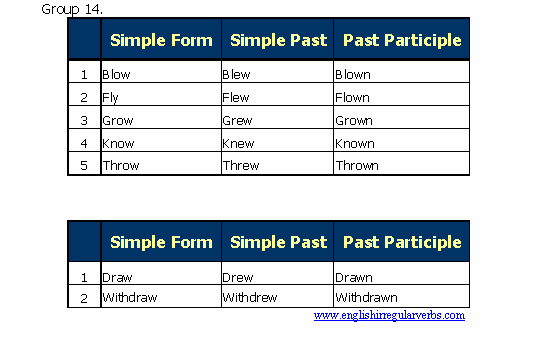 Group 14.
Simple Form Simple Past Past Participle
1 Blow Blew Blown
2 Fly Flew Flown
3 Grow Grew Grown
4 Know Knew Known
5 Throw Threw Thrown
Simple Form Simple Past Past Participle
1 Draw Drew Drawn
2 Withdraw Withdrew Withdrawn
www.englishirregularverbs.com